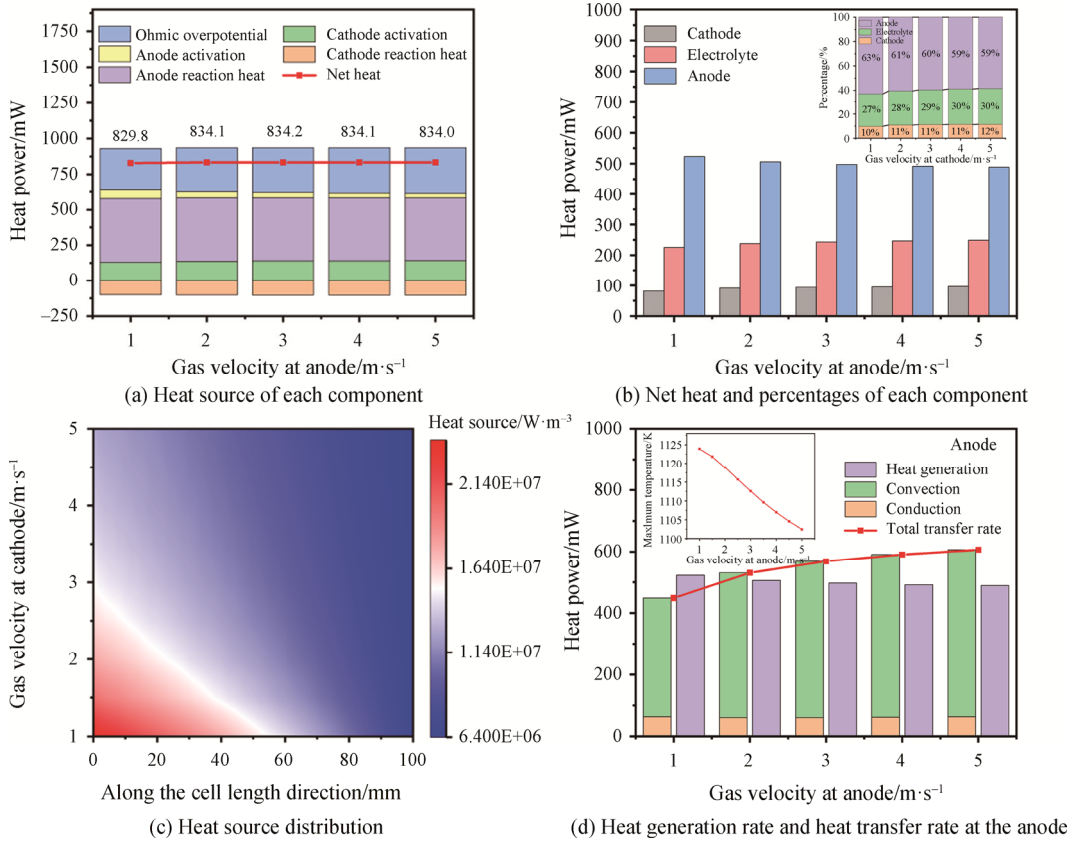 1750
1500
1250
1000
750
500
250
0
−250
Heat power/mW
Ohmic overpotential
Cathode activation
Anode activation
Cathode reaction heat
Anode reaction heat
Net heat
829.8 834.1 834.2 834.1 834.0
1 2 3 4 5
Gas velocity at anode/m·s⁻¹
(a) Heat source of each component
1000
900
800
700
600
500
400
300
200
100
0
Heat power/mW
Cathode
Electrolyte
Anode
100
80
60
40
20
0
Percentage/%
Anode
Electrolyte
Cathode
63% 61% 60% 59% 59%
27% 28% 29% 30% 30%
10% 11% 11% 11% 12%
1 2 3 4 5
Gas velocity at cathode/m·s⁻¹
1 2 3 4 5
Gas velocity at anode/m·s⁻¹
(b) Net heat and percentages of each component
Heat source/W·m⁻³
5
4
3
2
1
Gas velocity at cathode/m·s⁻¹
2.140E+07
1.640E+07
1.140E+07
6.400E+06
0 20 40 60 80 100
Along the cell length direction/mm
(c) Heat source distribution
1000
800
600
400
200
0
Heat power/mW
1125
1120
1115
1110
1105
1100
MaxImum temperature/K
1 2 3 4 5
Gas velocity at anode/m·s⁻¹
Anode
Heat generation
Convection
Conduction
Total transfer rate
1 2 3 4 5
Gas velocity at anode/m·s⁻¹
(d) Heat generation rate and heat transfer rate at the anode